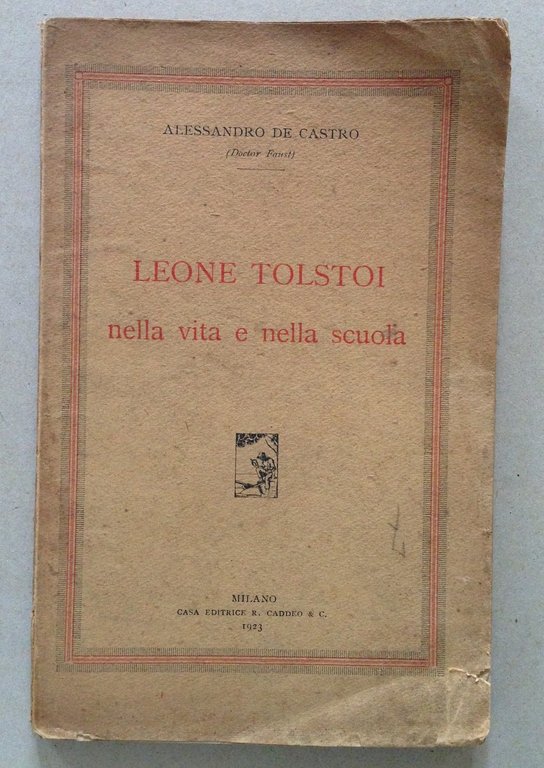 ALESSANDRO DE CASTRO
(Doctor Faust)
LEONE TOLSTOI
nella vita e nella scuola
MILANO
CASA EDITRICE R. CADDEO & C.
1923